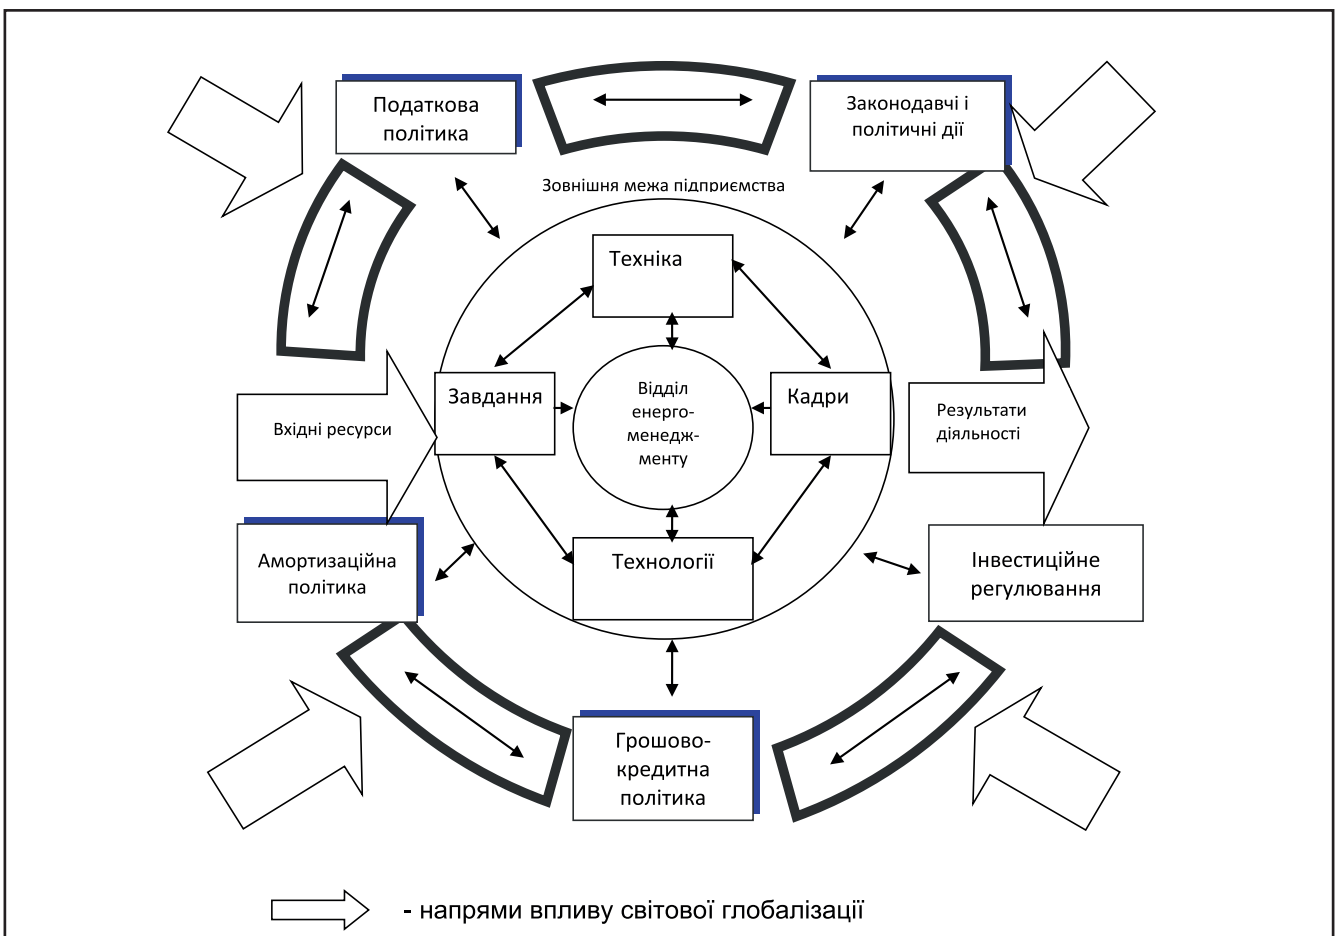 Податкова
політика
Законодавчі і
політичні дії
Зовнішня межа підприємства
Техніка
Завдання
Відділ
енерго-
менедж-
менту
Кадри
Вхідні ресурси
Результати
діяльності
Технології
Амортизаційна
політика
Інвестиційне
регулювання
Грошово-
кредитна
політика
- напрями впливу світової глобалізації